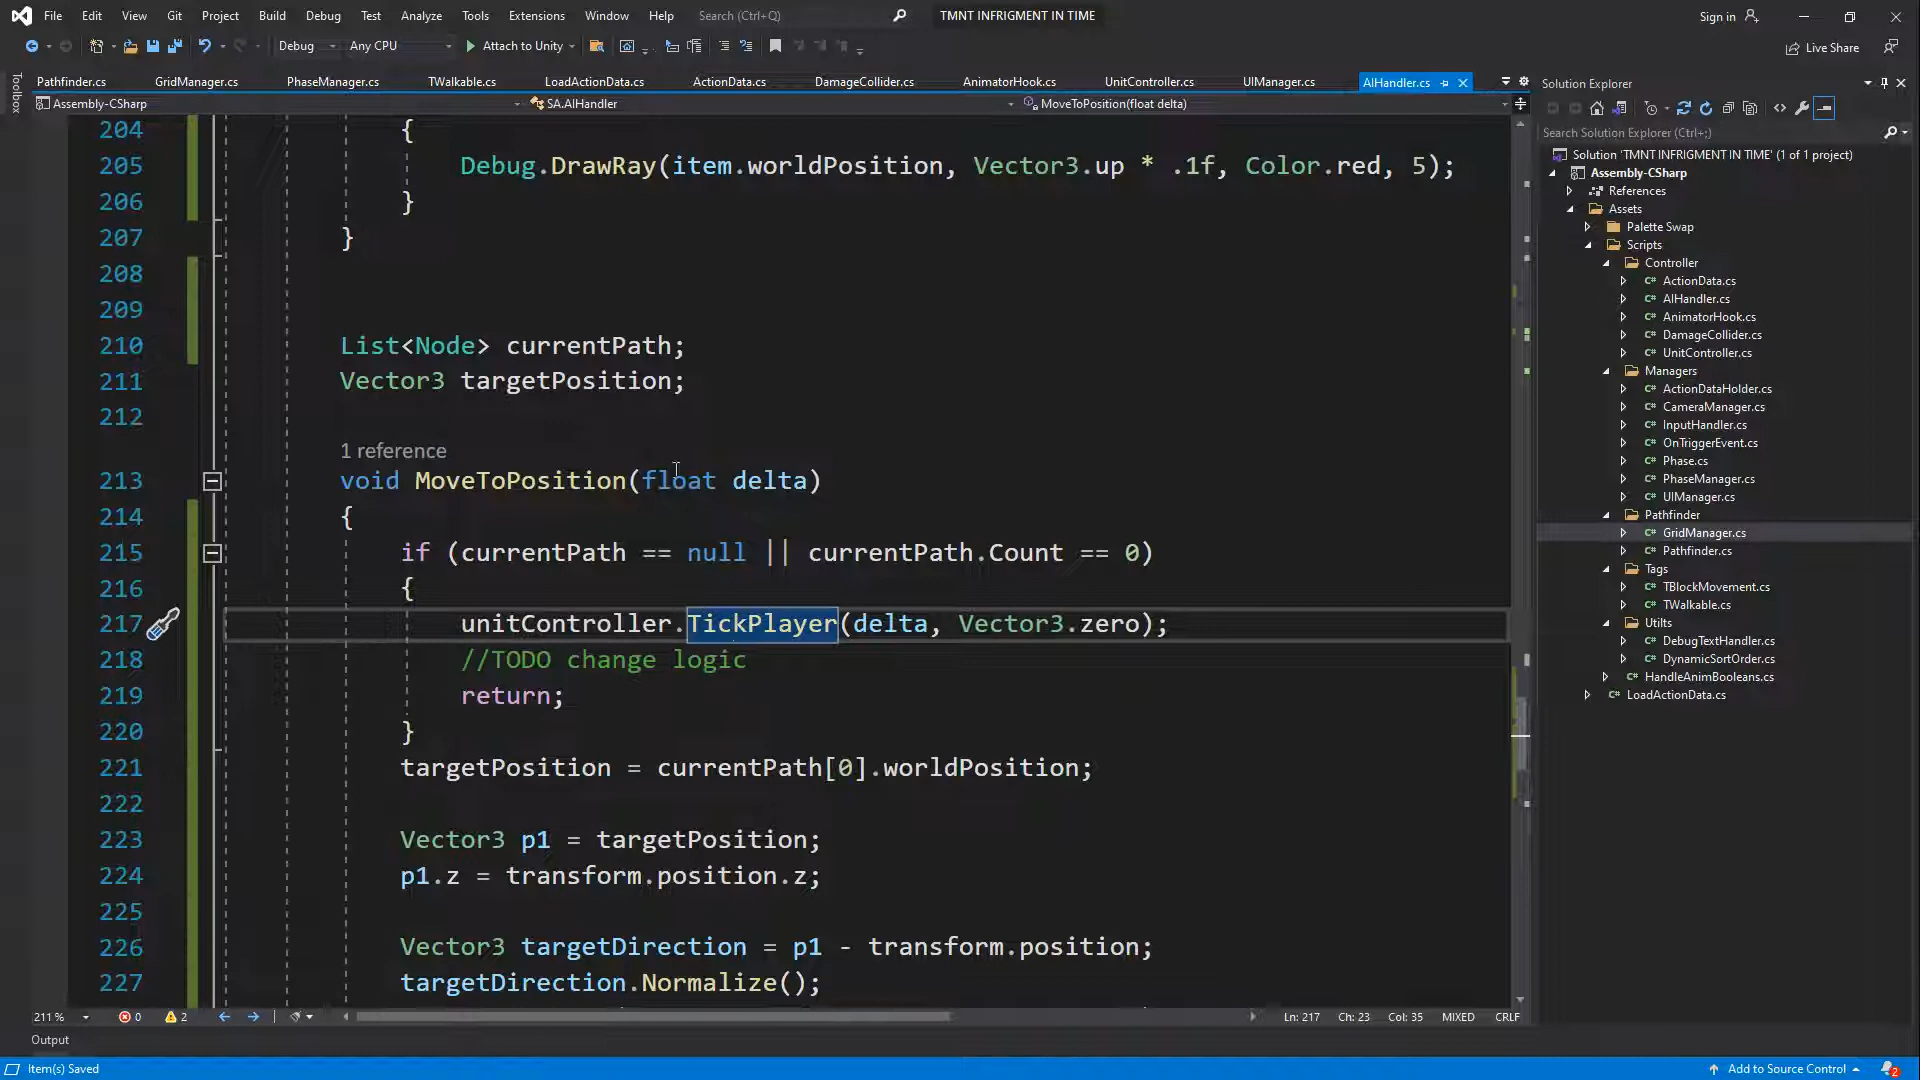 File Edit View Git Project Build Debug Test Analyze Tools Extensions Window Help Search (Ctrl+Q) TMNT INFRIGMENT IN TIME Sign in
Debug Any CPU Attach to Unity Live Share
Toolbox
Pathfinder.cs GridManager.cs PhaseManager.cs TWalkable.cs LoadActionData.cs ActionData.cs DamageCollider.cs AnimatorHook.cs UnitController.cs UIManager.cs AIHandler.cs
Assembly-CSharp SA.AIHandler MoveToPosition(float delta)
204 {
205 Debug.DrawRay(item.worldPosition, Vector3.up * .1f, Color.red, 5);
206 }
207 }
208
209
210 List<Node> currentPath;
211 Vector3 targetPosition;
212
1 reference
213 void MoveToPosition(float delta)
214 {
215 if (currentPath == null || currentPath.Count == 0)
216 {
217 unitController.TickPlayer(delta, Vector3.zero);
218 //TODO change logic
219 return;
220 }
221 targetPosition = currentPath[0].worldPosition;
222
223 Vector3 p1 = targetPosition;
224 p1.z = transform.position.z;
225
226 Vector3 targetDirection = p1 - transform.position;
227 targetDirection.Normalize();
211 % 0 2 Ln: 217 Ch: 23 Col: 35 MIXED CRLF
Output
Item(s) Saved Add to Source Control 2
Solution Explorer
Search Solution Explorer (Ctrl+;)
Solution 'TMNT INFRIGMENT IN TIME' (1 of 1 project)
Assembly-CSharp
References
Assets
Palette Swap
Scripts
Controller
C# ActionData.cs
C# AIHandler.cs
C# AnimatorHook.cs
C# DamageCollider.cs
C# UnitController.cs
Managers
C# ActionDataHolder.cs
C# CameraManager.cs
C# InputHandler.cs
C# OnTriggerEvent.cs
C# Phase.cs
C# PhaseManager.cs
C# UIManager.cs
Pathfinder
C# GridManager.cs
C# Pathfinder.cs
Tags
C# TBlockMovement.cs
C# TWalkable.cs
Utilts
C# DebugTextHandler.cs
C# DynamicSortOrder.cs
C# HandleAnimBooleans.cs
C# LoadActionData.cs